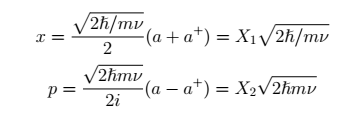 x = \frac{\sqrt{2\hbar/m\nu}}{2}(a + a^{+}) = X_1\sqrt{2\hbar/m\nu}
p = \frac{\sqrt{2\hbar m\nu}}{2i}(a - a^{+}) = X_2\sqrt{2\hbar m\nu}